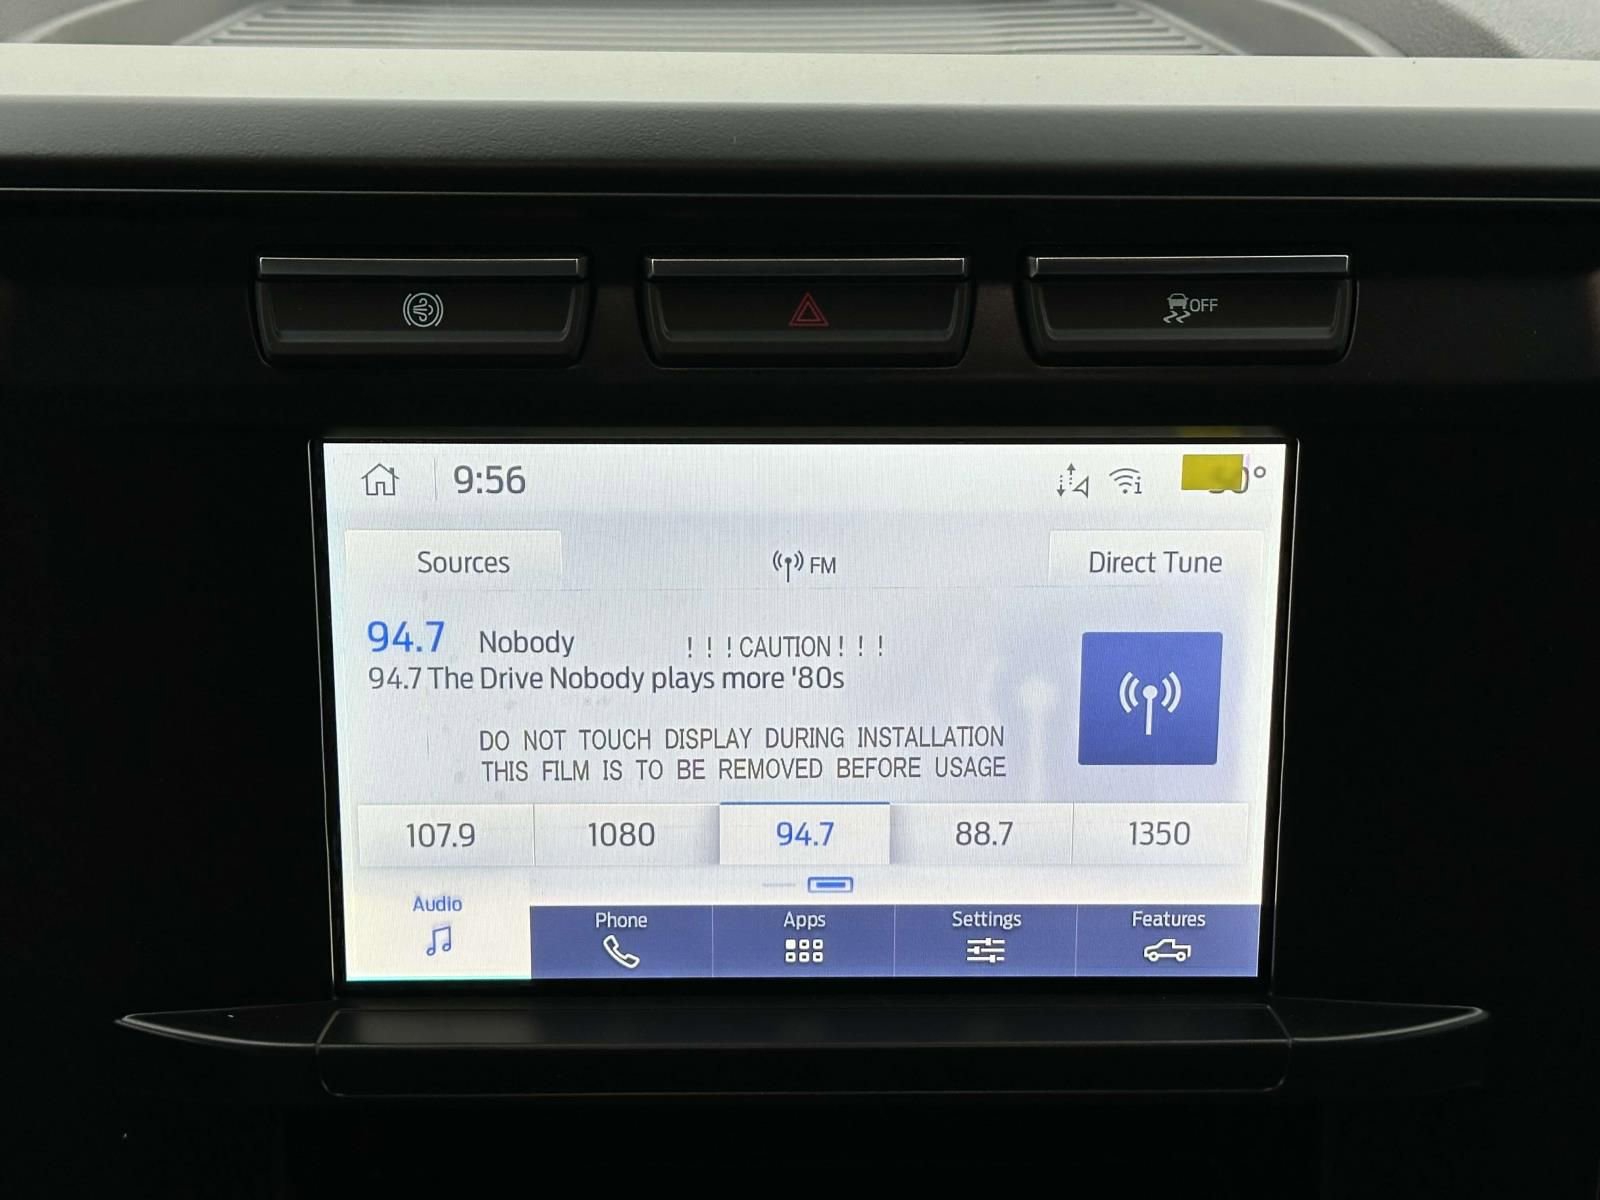 OFF
9:56
Sources
FM
Direct Tune
94.7 Nobody
! ! ! CAUTION ! ! !
94.7 The Drive Nobody plays more '80s
DO NOT TOUCH DISPLAY DURING INSTALLATION
THIS FILM IS TO BE REMOVED BEFORE USAGE
107.9 1080 94.7 88.7 1350
Audio Phone Apps Settings Features